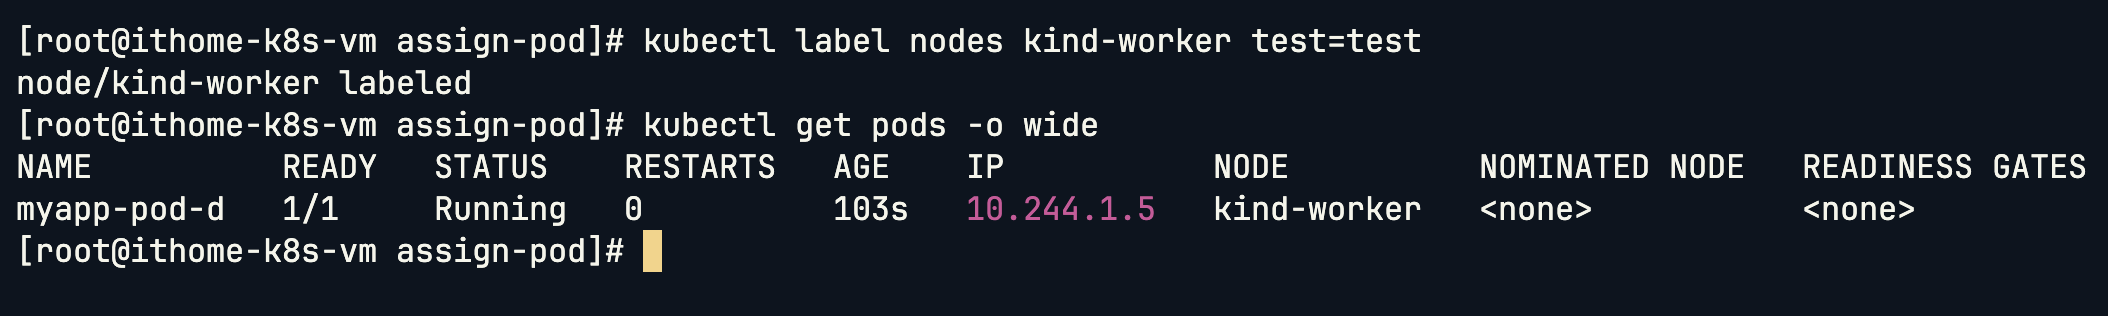 [root@ithome-k8s-vm assign-pod]# kubectl label nodes kind-worker test=test
node/kind-worker labeled
[root@ithome-k8s-vm assign-pod]# kubectl get pods -o wide
NAME          READY   STATUS    RESTARTS   AGE    IP           NODE          NOMINATED NODE   READINESS GATES
myapp-pod-d   1/1     Running   0          103s   10.244.1.5   kind-worker   <none>           <none>
[root@ithome-k8s-vm assign-pod]#